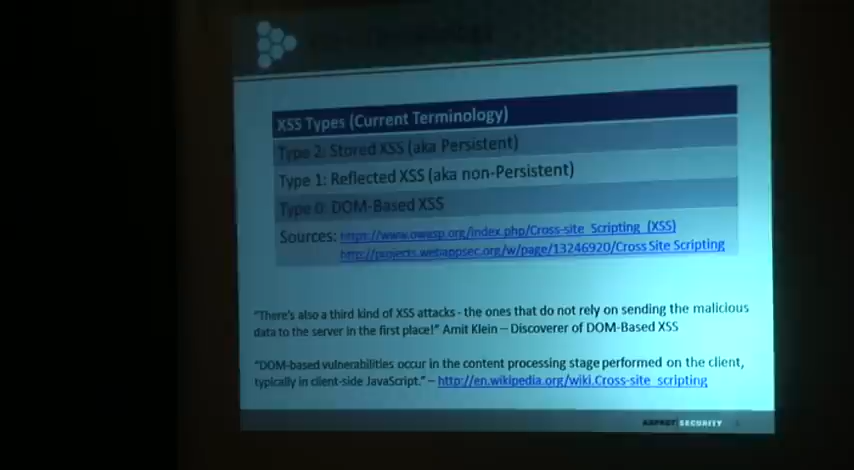 XSS Types (Current Terminology)
Type 2: Stored XSS (aka Persistent)
Type 1: Reflected XSS (aka non-Persistent)
Type 0: DOM-Based XSS
Sources: https://www.owasp.org/index.php/Cross-site_Scripting_(XSS)
http://projects.webappsec.org/w/page/13246920/Cross Site Scripting
"There's also a third kind of XSS attacks - the ones that do not rely on sending the malicious
data to the server in the first place!" Amit Klein – Discoverer of DOM-Based XSS
"DOM-based vulnerabilities occur in the content processing stage performed on the client,
typically in client-side JavaScript." – http://en.wikipedia.org/wiki.Cross-site_scripting
ASPECT SECURITY